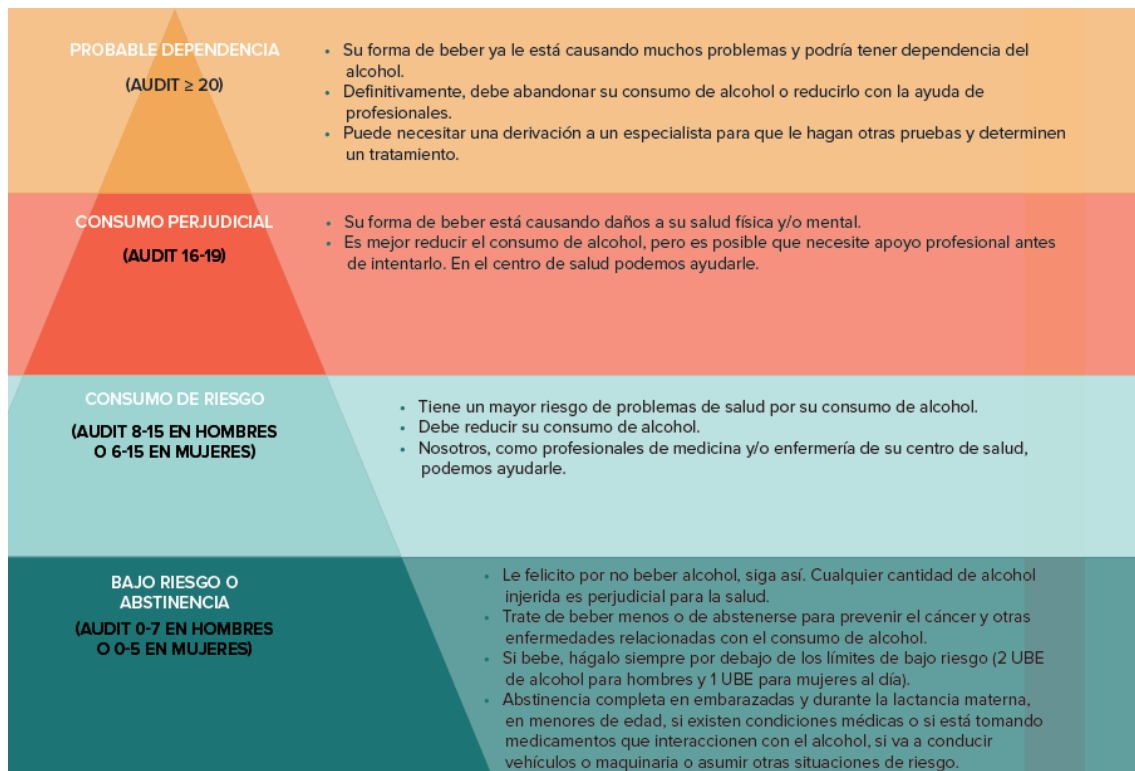 PROBABLE DEPENDENCIA
(AUDIT ≥ 20)
• Su forma de beber ya le está causando muchos problemas y podría tener dependencia del
alcohol.
• Definitivamente, debe abandonar su consumo de alcohol o reducirlo con la ayuda de
profesionales.
• Puede necesitar una derivación a un especialista para que le hagan otras pruebas y determinen
un tratamiento.
CONSUMO PERJUDICIAL
(AUDIT 16-19)
• Su forma de beber está causando daños a su salud física y/o mental.
• Es mejor reducir el consumo de alcohol, pero es posible que necesite apoyo profesional antes
de intentarlo. En el centro de salud podemos ayudarle.
CONSUMO DE RIESGO
(AUDIT 8-15 EN HOMBRES
O 6-15 EN MUJERES)
• Tiene un mayor riesgo de problemas de salud por su consumo de alcohol.
• Debe reducir su consumo de alcohol.
• Nosotros, como profesionales de medicina y/o enfermería de su centro de salud,
podemos ayudarle.
BAJO RIESGO O
ABSTINENCIA
(AUDIT 0-7 EN HOMBRES
O 0-5 EN MUJERES)
• Le felicito por no beber alcohol, siga así. Cualquier cantidad de alcohol
injerida es perjudicial para la salud.
• Trate de beber menos o de abstenerse para prevenir el cáncer y otras
enfermedades relacionadas con el consumo de alcohol.
• Si bebe, hágalo siempre por debajo de los límites de bajo riesgo (2 UBE
de alcohol para hombres y 1 UBE para mujeres al día).
• Abstinencia completa en embarazadas y durante la lactancia materna,
en menores de edad, si existen condiciones médicas o si está tomando
medicamentos que interaccionen con el alcohol, si va a conducir
vehículos o maquinaria o asumir otras situaciones de riesgo.